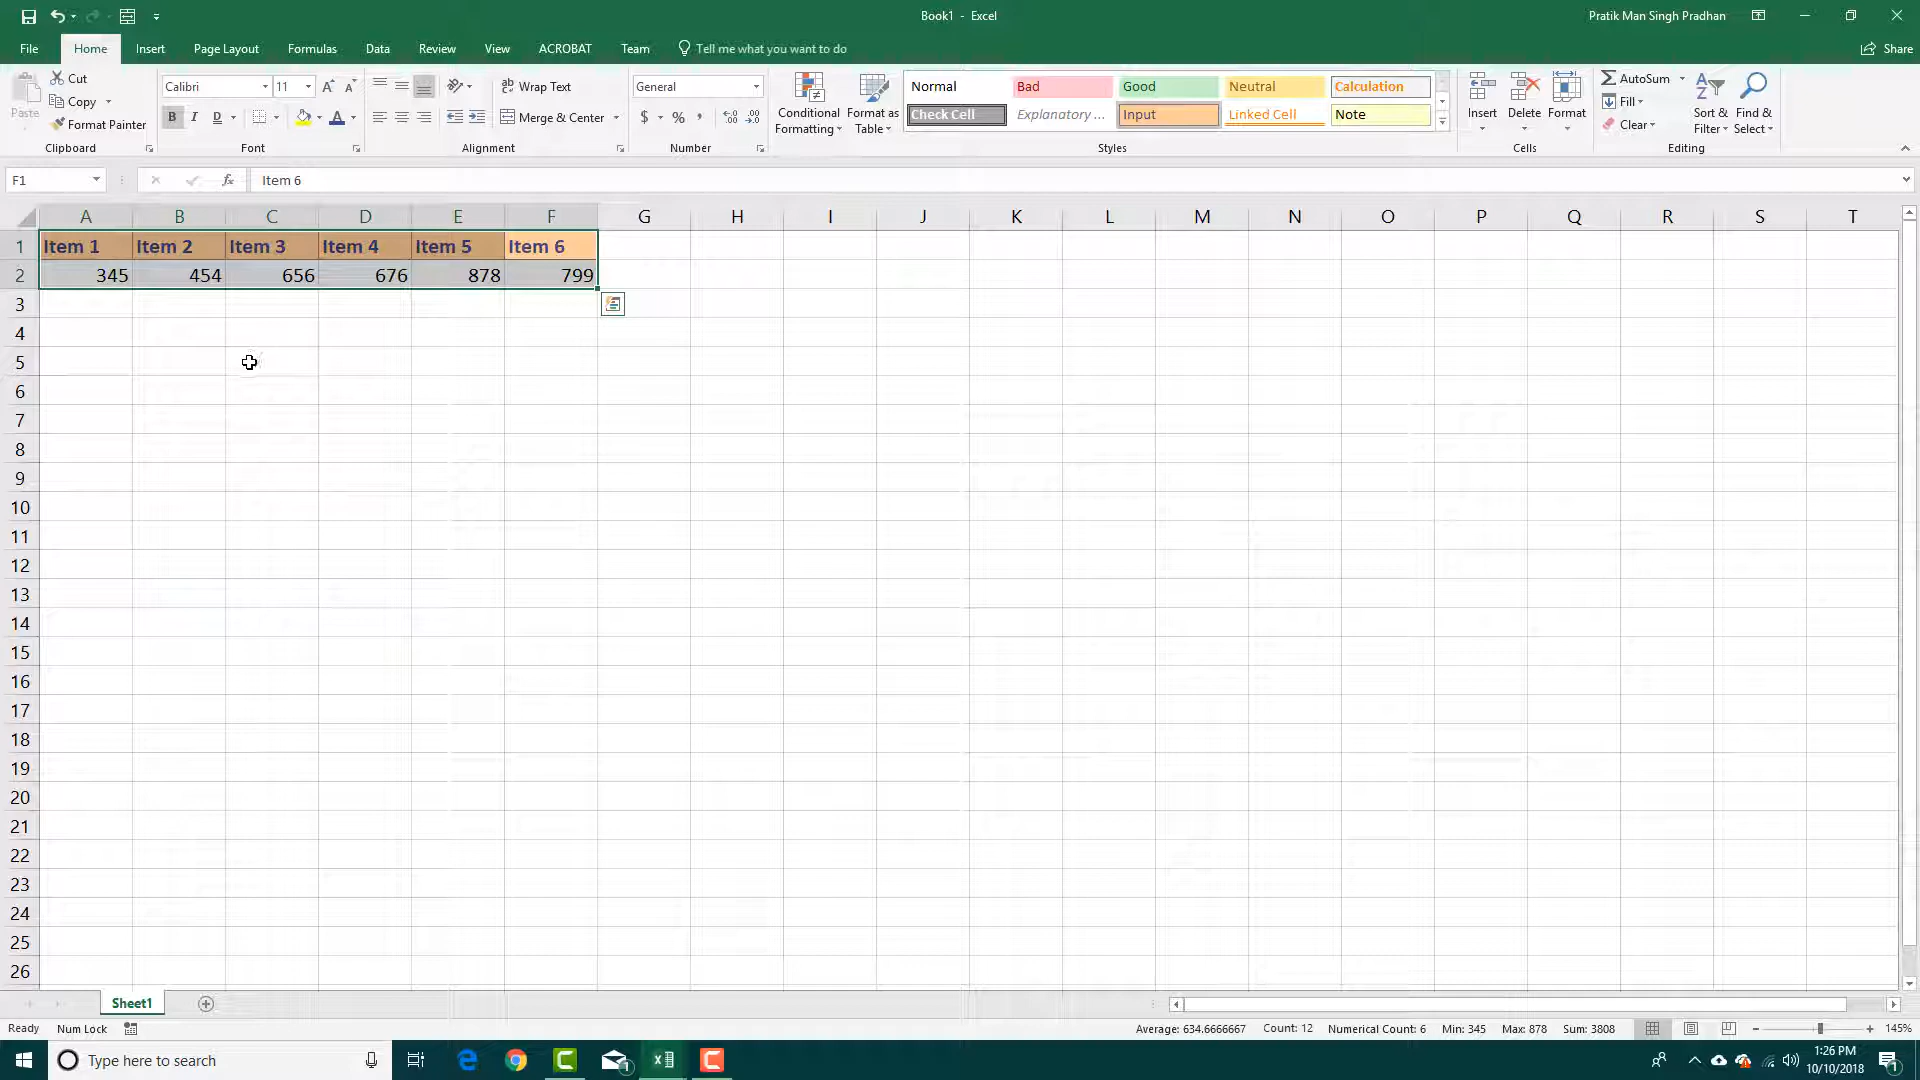 Book1 - Excel
Pratik Man Singh Pradhan
File Home Insert Page Layout Formulas Data Review View ACROBAT Team Tell me what you want to do Share
Paste
Cut
Copy
Format Painter
Clipboard
Calibri 11
B I U A
Font
Wrap Text
Merge & Center
Alignment
General
$ % ,
Number
Conditional Formatting
Format as Table
Normal Bad Good Neutral Calculation
Check Cell Explanatory ... Input Linked Cell Note
Styles
Insert Delete Format
Cells
AutoSum
Fill
Clear
Sort & Filter
Find & Select
Editing
F1 fx Item 6
A B C D E F G H I J K L M N O P Q R S T
1 Item 1 Item 2 Item 3 Item 4 Item 5 Item 6
2 345 454 656 676 878 799
3
4
5
6
7
8
9
10
11
12
13
14
15
16
17
18
19
20
21
22
23
24
25
26
Sheet1
Ready Num Lock Average: 634.6666667 Count: 12 Numerical Count: 6 Min: 345 Max: 878 Sum: 3808 145%
Type here to search
1:26 PM
10/10/2018